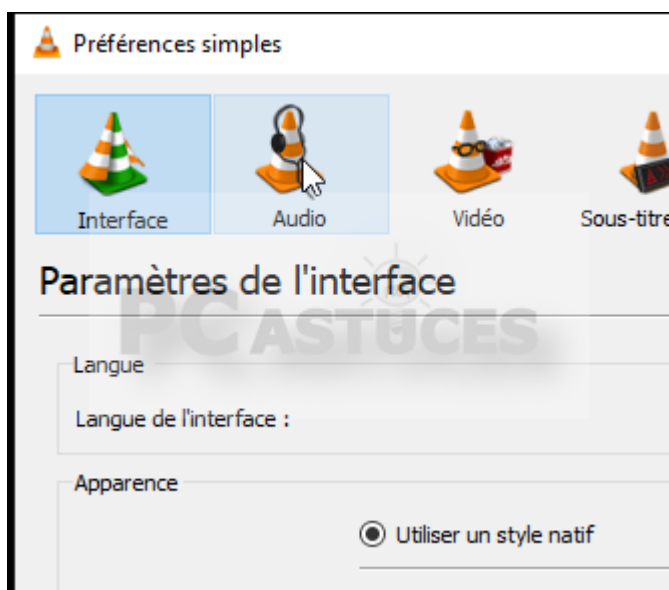 Préférences simples
Interface Audio Vidéo Sous-titre
Paramètres de l'interface
PC ASTUCES
Langue
Langue de l'interface :
Apparence
Utiliser un style natif